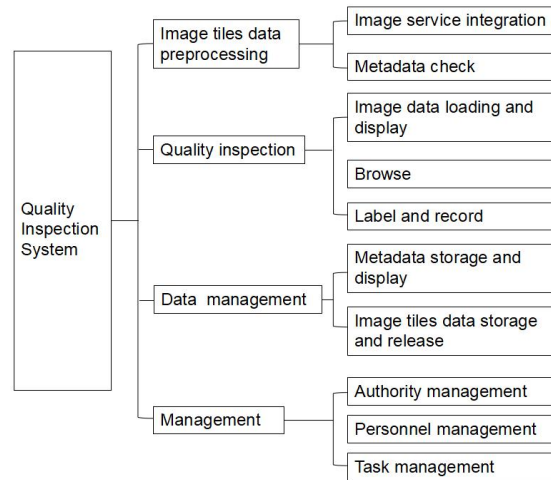 Quality
Inspection
System
Image tiles data
preprocessing
Image service integration
Metadata check
Quality inspection
Image data loading and
display
Browse
Label and record
Data management
Metadata storage and
display
Image tiles data storage
and release
Management
Authority management
Personnel management
Task management